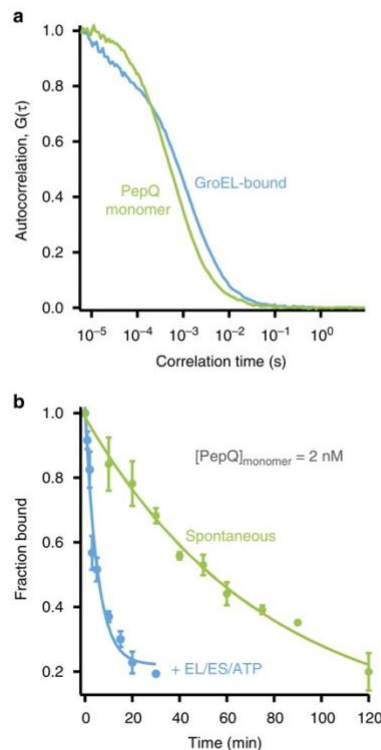 a
1.0
0.8
0.6
0.4
0.2
0.0
Autocorrelation, G(τ)
GroEL-bound
PepQ
monomer
10⁻⁵ 10⁻⁴ 10⁻³ 10⁻² 10⁻¹ 10⁰
Correlation time (s)
b
1.0
0.8
0.6
0.4
0.2
Fraction bound
[PepQ]monomer = 2 nM
Spontaneous
+ EL/ES/ATP
0 20 40 60 80 100 120
Time (min)